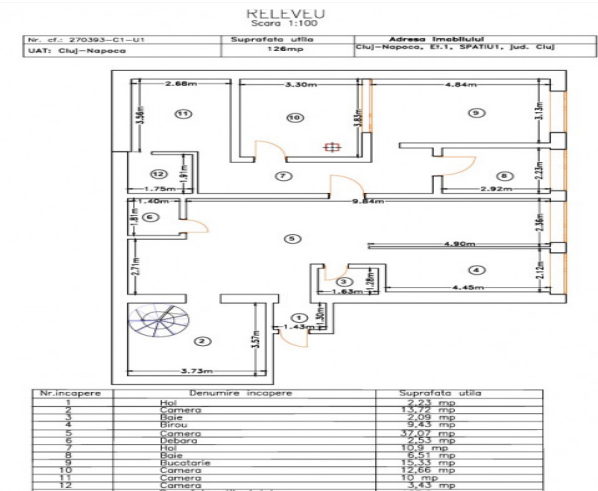 RELEVEU
Scara 1:100
Nr. cf.: 270393-C1-U1 Suprafata utila Adresa Imobilului
UAT: Cluj-Napoca 126mp Cluj-Napoca, Et.1, SPATIU1, jud. Cluj
2.68m 3.30m 4.84m
3.56m 11 10 3.83m 9 3.13m
12 1.91m 7 8 2.23m
1.75m 2.92m
1.40m 9.84m
1.81m 6 5 2.36m
4.90m
2.71m 3 1.28m 4 2.12m
1.63m 4.45m
1 1.30m
1.43m
2 3.57m
3.73m
Nr.incapere Denumire incapere Suprafata utila
1 Hol 2,23 mp
2 Camera 13,72 mp
3 Baie 2,09 mp
4 Birou 9,43 mp
5 Camera 37,07 mp
6 Debara 2,53 mp
7 Hol 10,9 mp
8 Baie 6,51 mp
9 Bucatarie 15,33 mp
10 Camera 12,66 mp
11 Camera 10 mp
12 Camera 3,43 mp